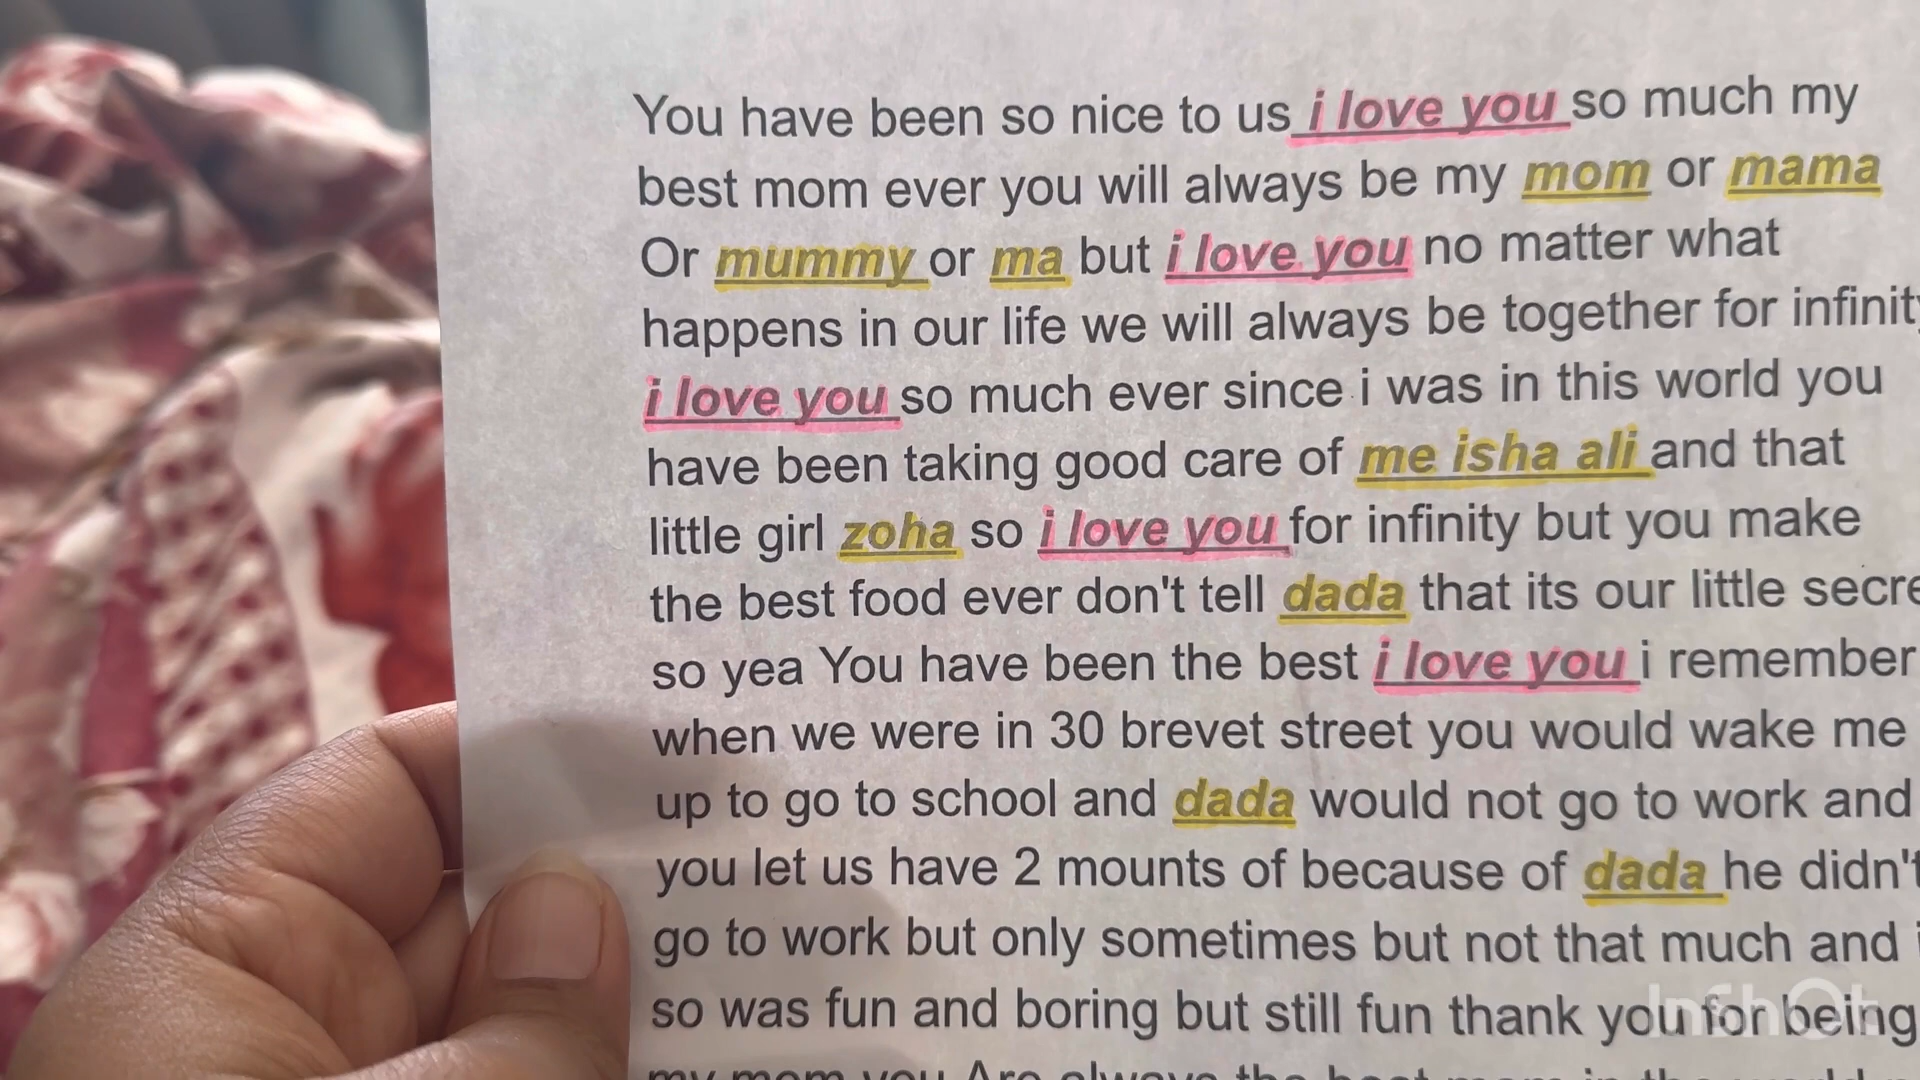 You have been so nice to us i love you so much my
best mom ever you will always be my mom or mama
Or mummy or ma but i love you no matter what
happens in our life we will always be together for infinity
i love you so much ever since i was in this world you
have been taking good care of me isha ali and that
little girl zoha so i love you for infinity but you make
the best food ever don't tell dada that its our little secre
so yea You have been the best i love you i remember
when we were in 30 brevet street you would wake me
up to go to school and dada would not go to work and
you let us have 2 mounts of because of dada he didn't
go to work but only sometimes but not that much and i
so was fun and boring but still fun thank you for being
my mom you Are always the best mom in the
InShOt